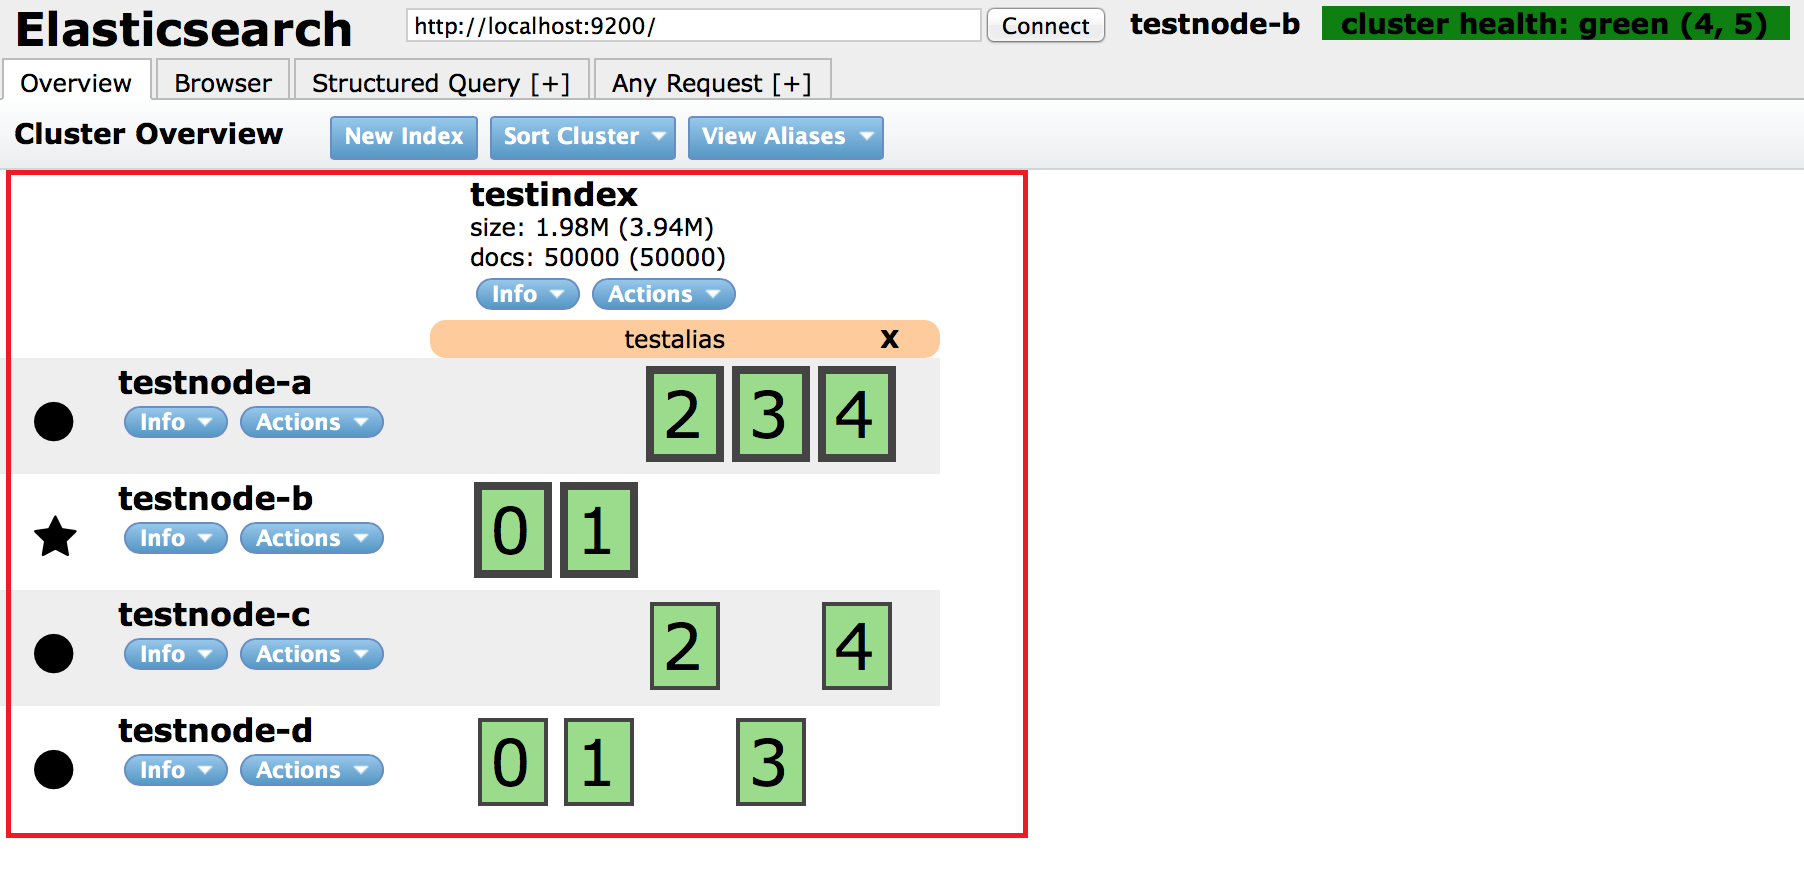 Elasticsearch http://localhost:9200/ Connect testnode-b cluster health: green (4, 5)
Overview Browser Structured Query [+] Any Request [+]
Cluster Overview New Index Sort Cluster View Aliases
testindex
size: 1.98M (3.94M)
docs: 50000 (50000)
Info Actions
testalias X
testnode-a
Info Actions
2 3 4
testnode-b
Info Actions
0 1
testnode-c
Info Actions
2 4
testnode-d
Info Actions
0 1 3